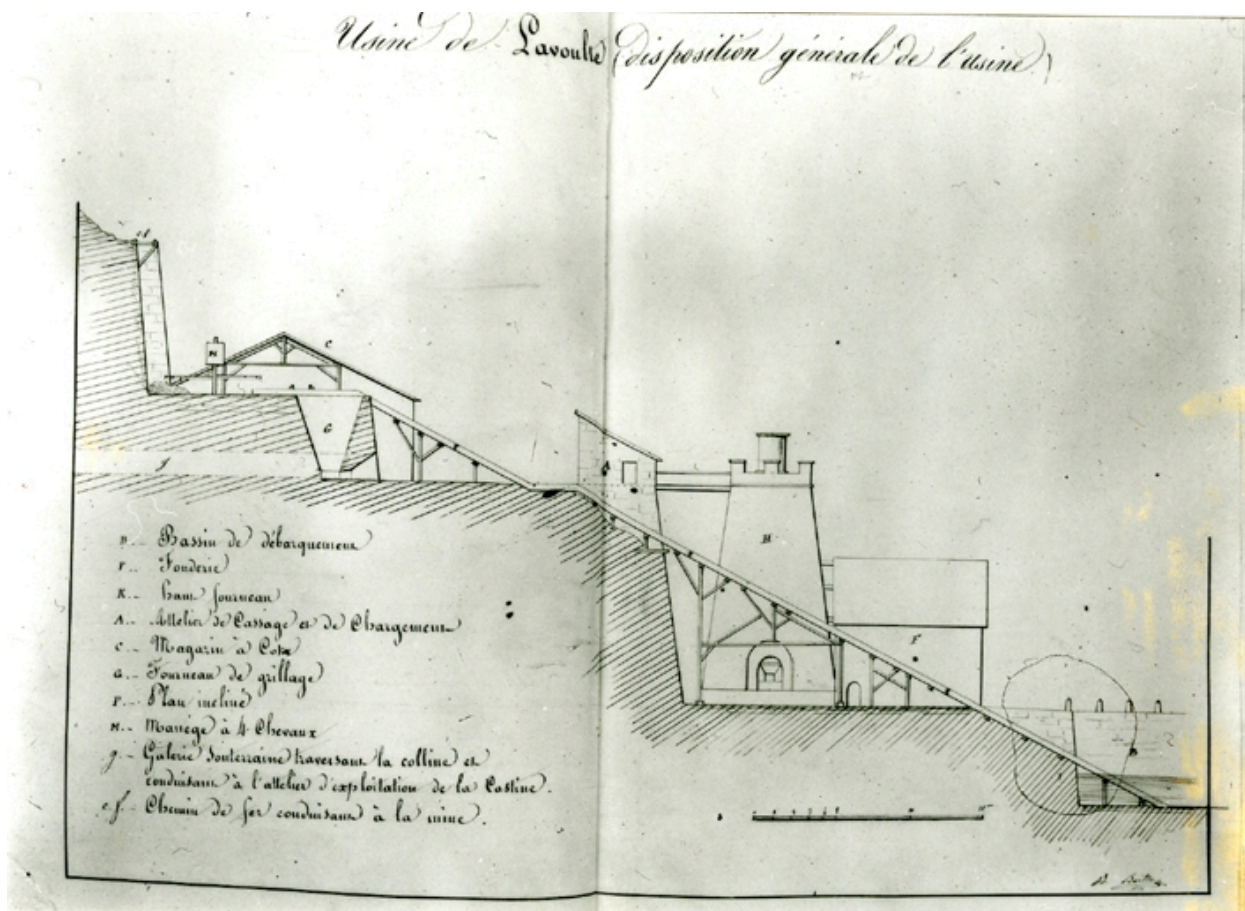 Usine de Lavoulte (disposition générale de l'usine)
M
C
G
g
A
H
F
B
B.. Bassin de débarquement
F.. Fonderie
K.. haut fourneau
A.. Attelier de Cassage et de Chargement
C.. Magazin à Coke
G.. Fourneau de grillage
P.. Plan incliné
M.. Manége à 4 Chevaux
g.. Galerie Souterraine traversant la colline et
conduisant à l'attelier d'exploitation de la Castine.
e.f.. Chemin de fer conduisant à la mine.